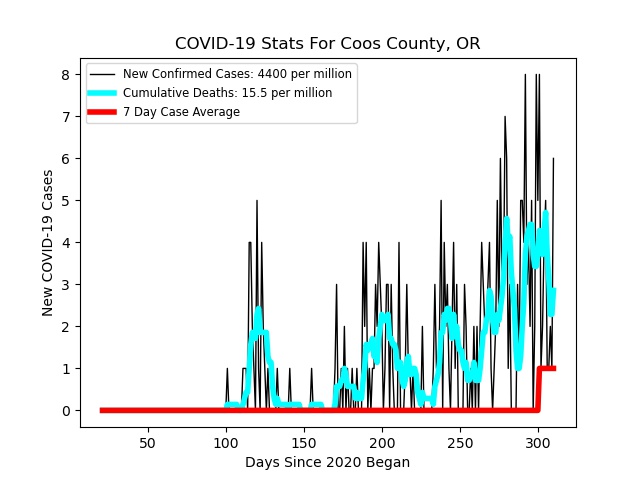 COVID-19 Stats For Coos County, OR
New Confirmed Cases: 4400 per million
Cumulative Deaths: 15.5 per million
7 Day Case Average
New COVID-19 Cases
8
7
6
5
4
3
2
1
0
50 100 150 200 250 300
Days Since 2020 Began